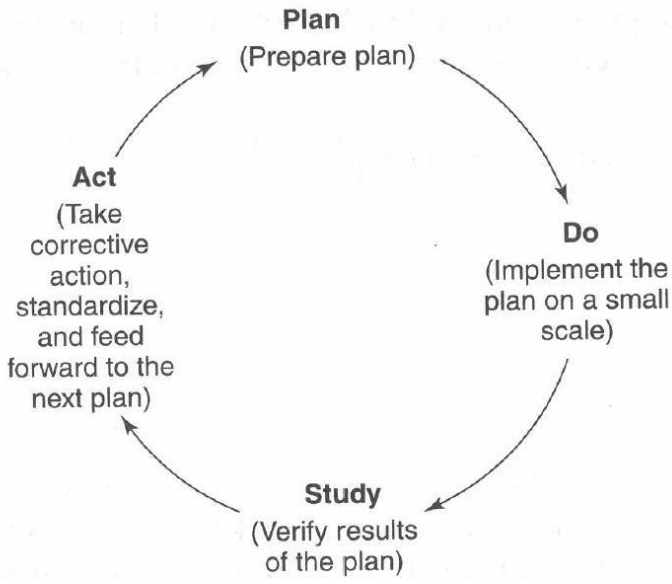 Plan
(Prepare plan)
Do
(Implement the
plan on a small
scale)
Study
(Verify results
of the plan)
Act
(Take
corrective
action,
standardize,
and feed
forward to the
next plan)